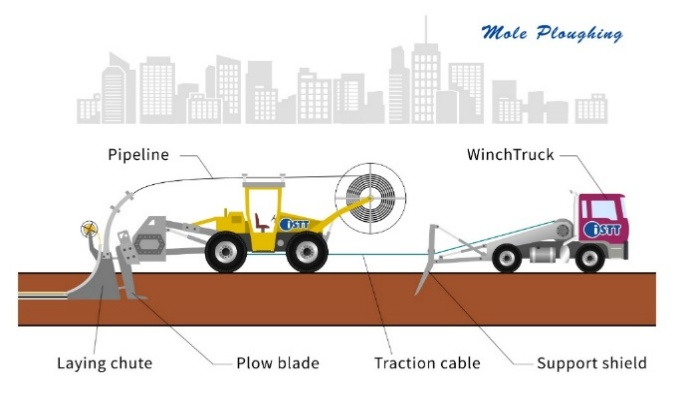 Mole Ploughing
Pipeline
WinchTruck
iSTT
iSTT
Laying chute
Plow blade
Traction cable
Support shield